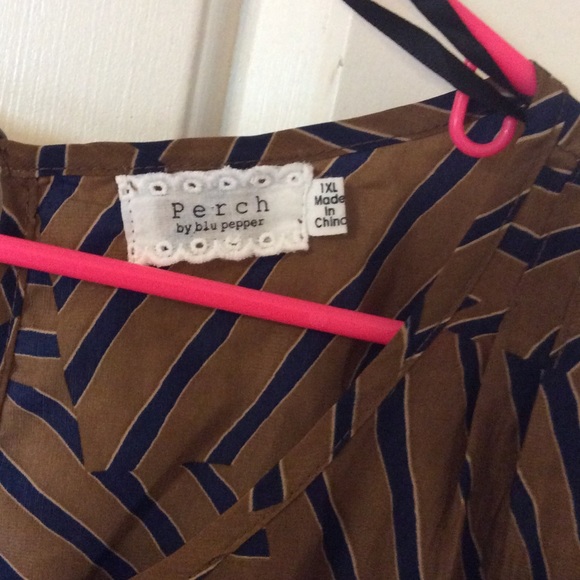 Perch
by blu pepper
1XL
Made
in
China